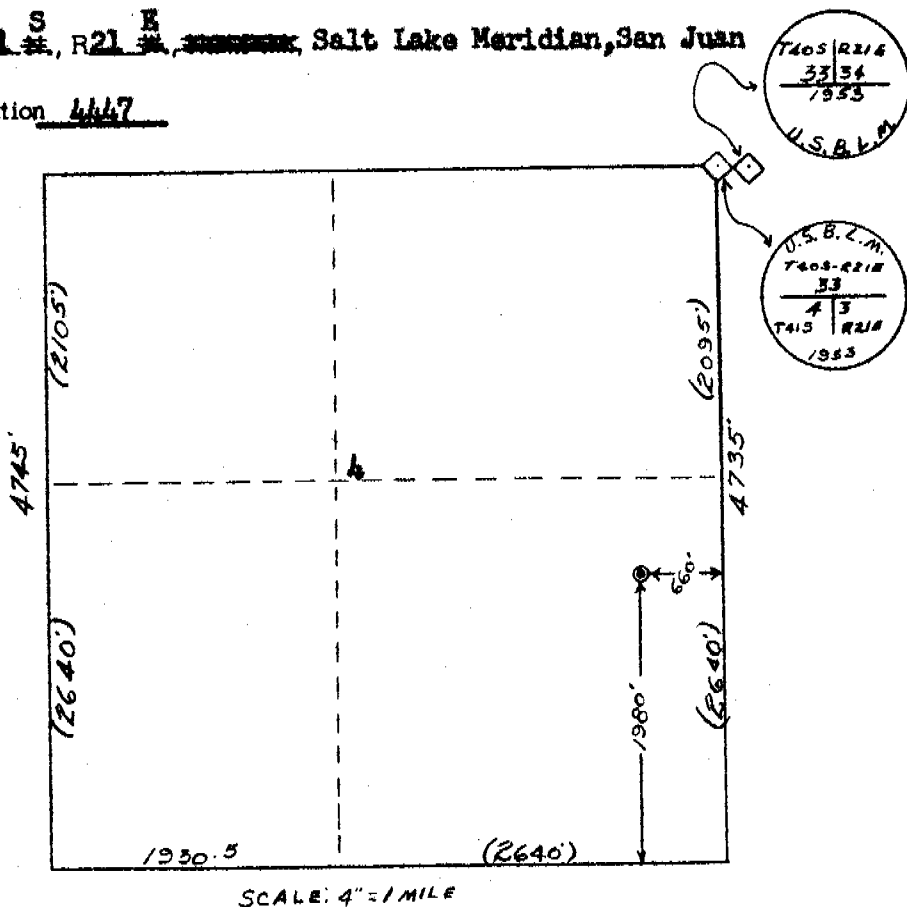 S E
1, R21, Salt Lake Meridian, San Juan
tion 4447
T40S R21E
33 34
1953
U.S.B.L.M.
U.S.B.L.M.
T40S-R21E
33
4 3
T41S R21E
1953
(2105')
(2095')
4745'
4
4735'
660'
(2640')
1980'
(2640')
1930.5
(2640')
SCALE: 4" = 1 MILE